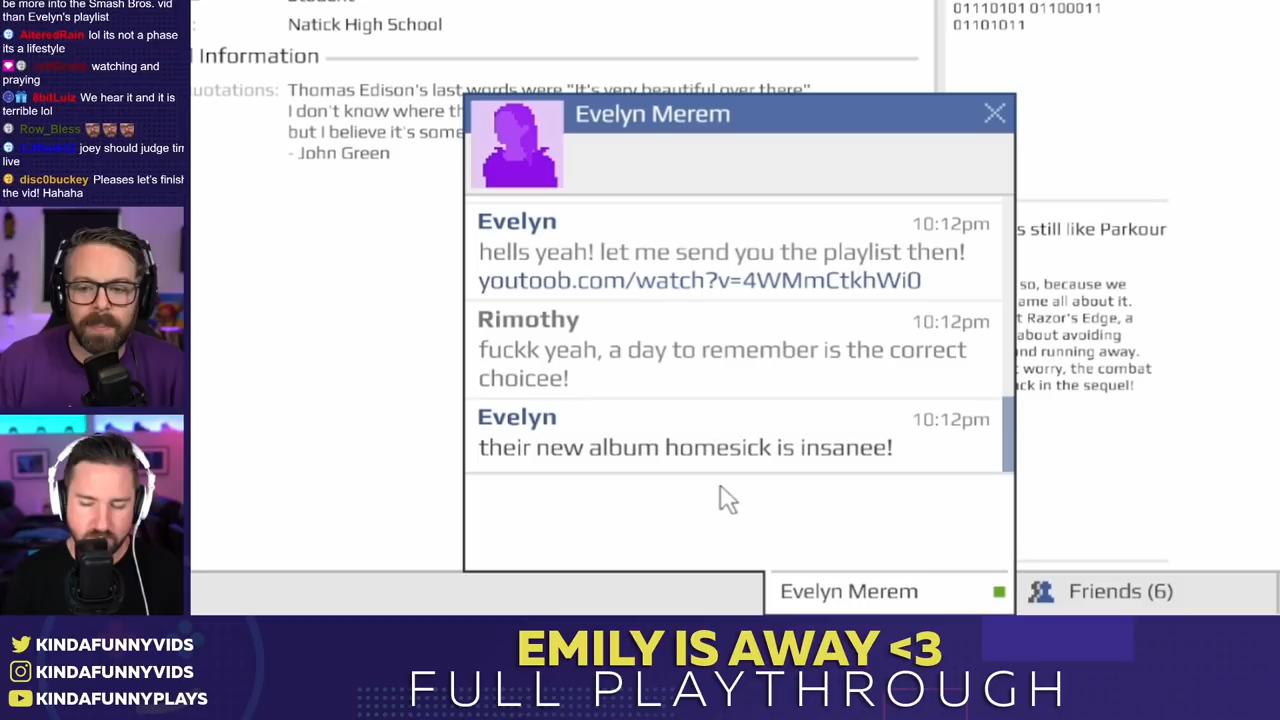 be more into the Smash Bros. vid
than Evelyn's playlist
AlteredRain lol its not a phase
its a lifestyle
watching and
praying
8bitLuiz We hear it and it is
terrible lol
Row_Bless
joey should judge tim
live
disc0buckey Pleases let's finish
the vid! Hahaha
Student
Natick High School
Information
uotations: Thomas Edison's last words were "It's very beautiful over there"
I don't know where th
but I believe it's some
- John Green
01110101 01100011
01101011
s still like Parkour
so, because we
ame all about it.
t Razor's Edge, a
about avoiding
nd running away.
worry, the combat
ck in the sequel!
Evelyn Merem
Evelyn 10:12pm
hells yeah! let me send you the playlist then!
youtoob.com/watch?v=4WMmCtkhWi0
Rimothy 10:12pm
fuckk yeah, a day to remember is the correct
choicee!
Evelyn 10:12pm
their new album homesick is insanee!
Evelyn Merem
Friends (6)
KINDAFUNNYVIDS
KINDAFUNNYVIDS
KINDAFUNNYPLAYS
EMILY IS AWAY <3
FULL PLAYTHROUGH